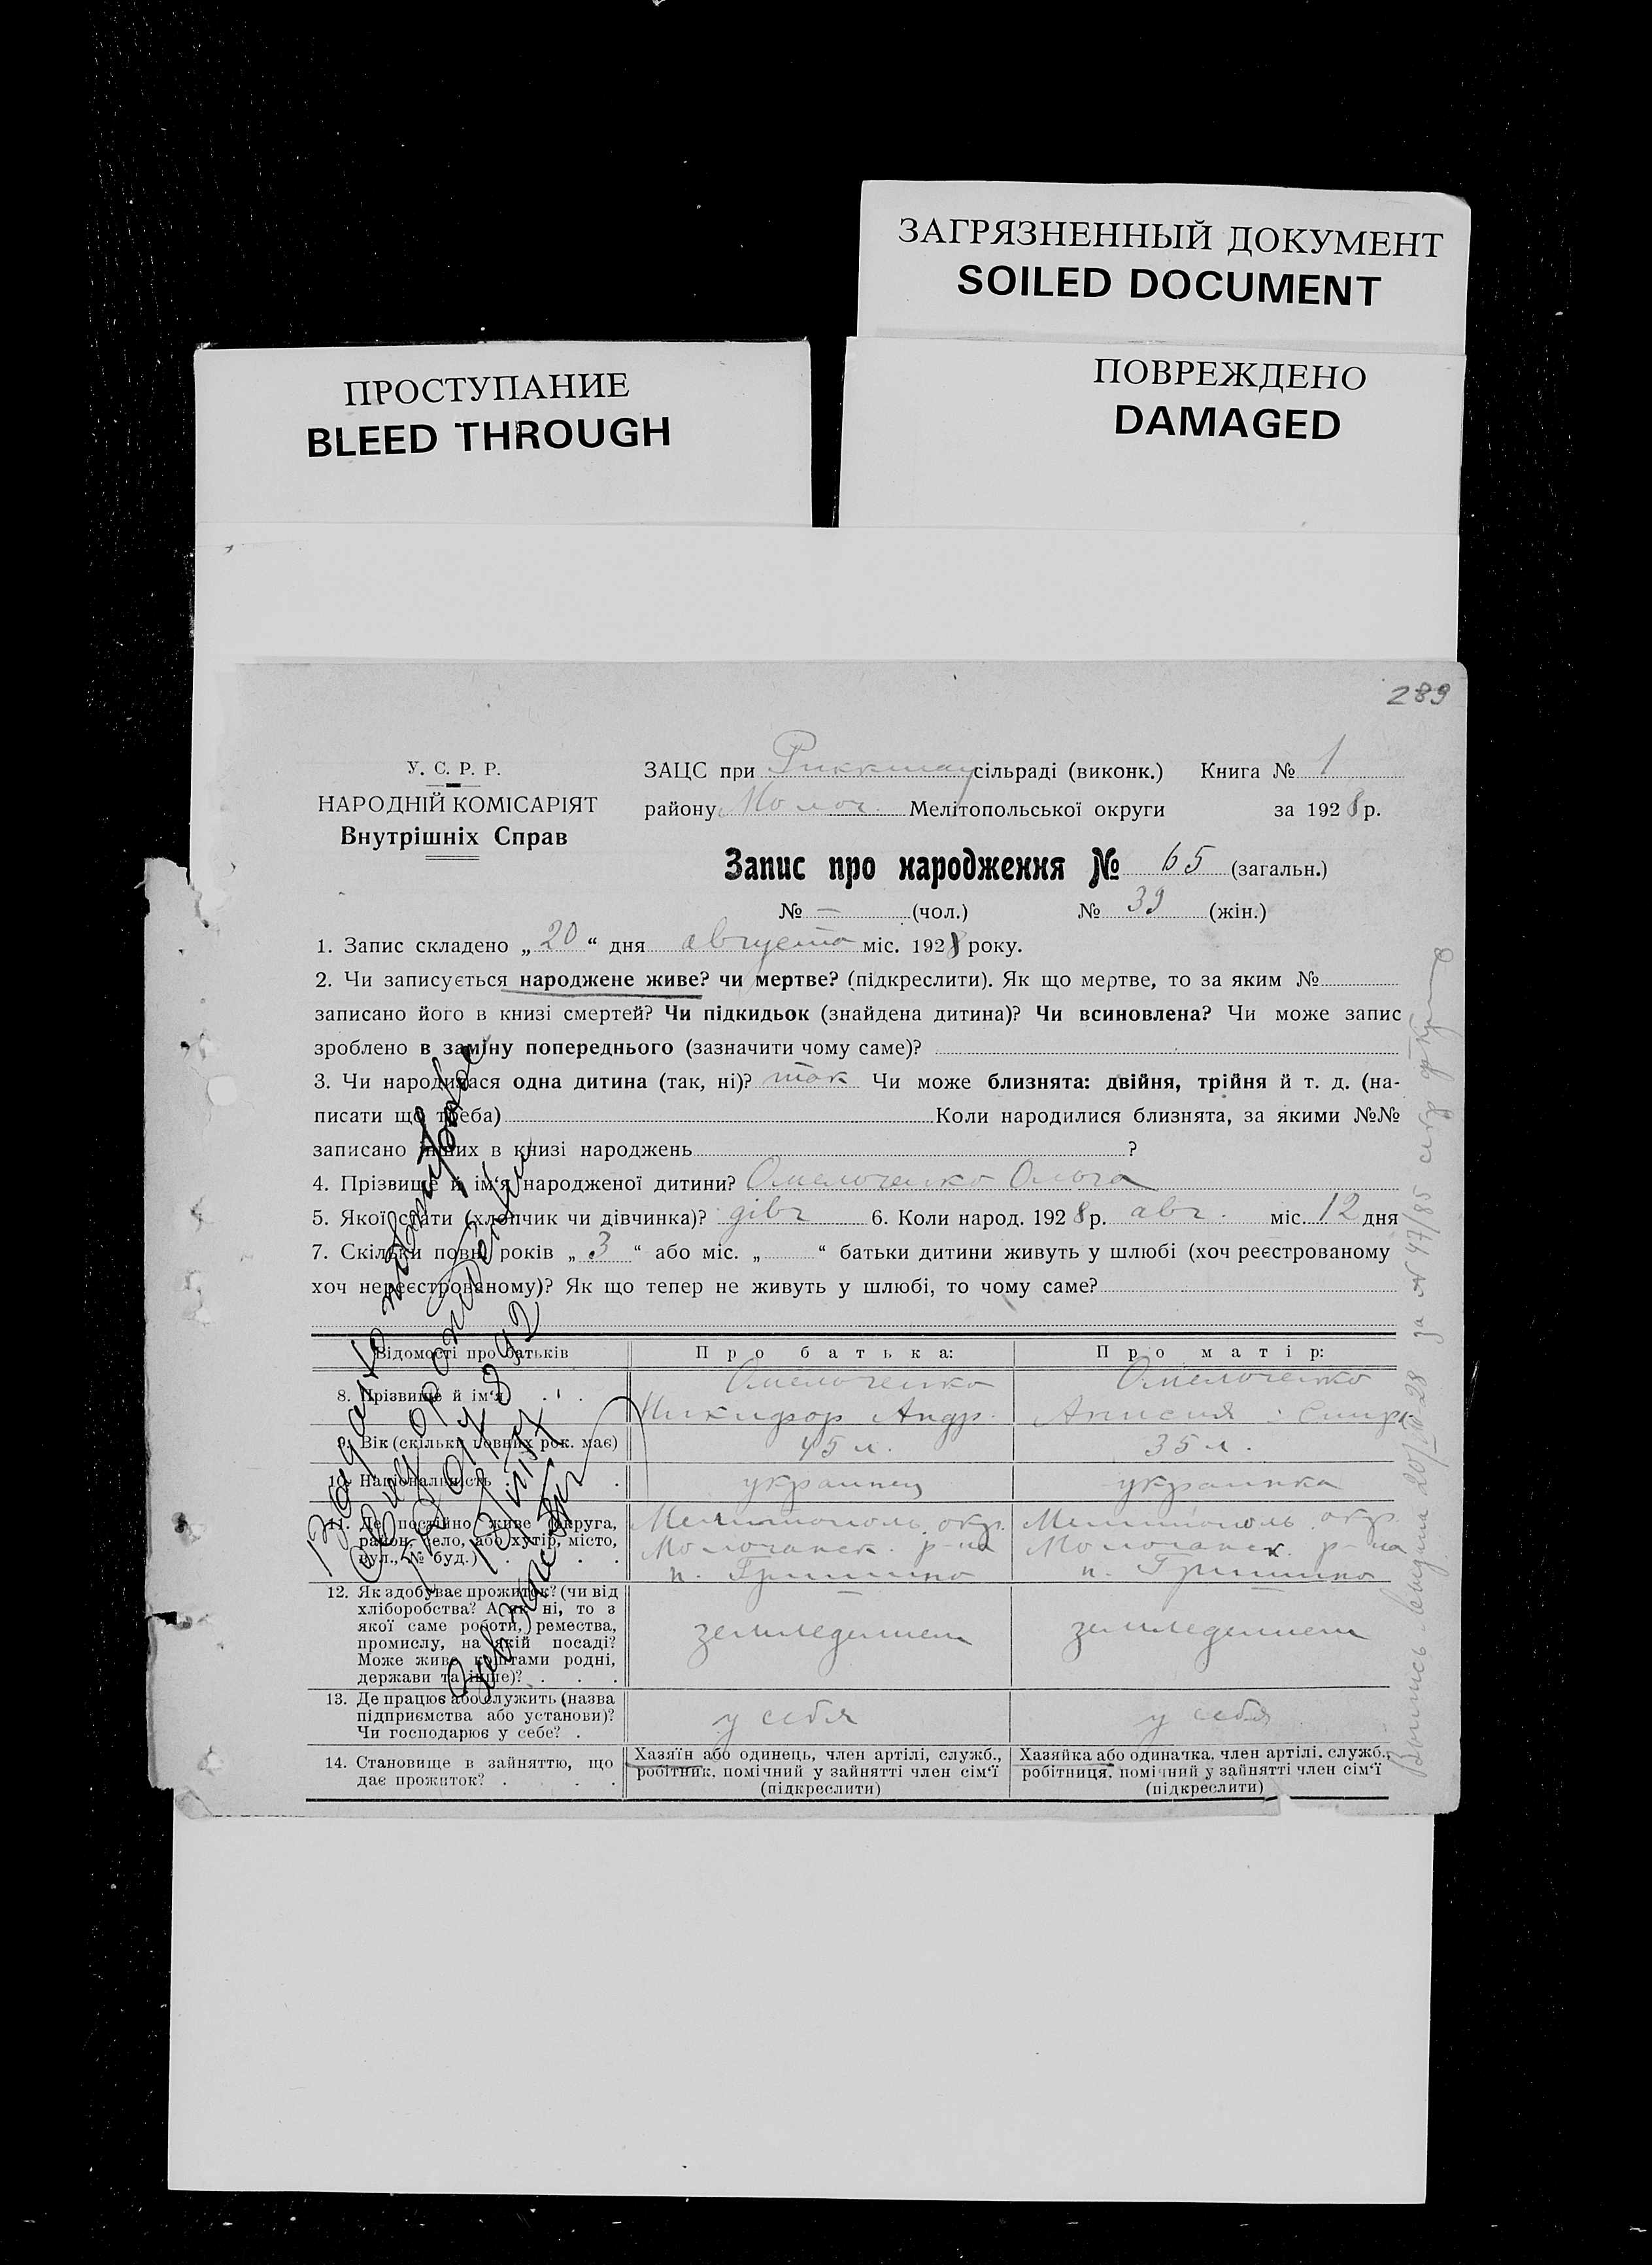 ЗАГРЯЗНЕННЫЙ ДОКУМЕНТ
SOILED DOCUMENT
ПРОСТУПАНИЕ
BLEED THROUGH
ПОВРЕЖДЕНО
DAMAGED
289
У. С. Р. Р.
НАРОДНІЙ КОМІСАРІЯТ
Внутрішніх Справ
ЗАЦС при сільраді (виконк.) Книга № 1
району Молоч. Мелітопольської округи за 1928 р.
Запис про народження № 65 (загальн.)
№ — (чол.) № 39 (жін.)
1. Запис складено „ 20 “ дня августа міс. 1928 року.
2. Чи записується народжене живе? чи мертве? (підкреслити). Як що мертве, то за яким №
записано його в книзі смертей? Чи підкидьок (знайдена дитина)? Чи всиновлена? Чи може запис
зроблено в заміну попереднього (зазначити чому саме)?
3. Чи народилася одна дитина (так, ні)? так Чи може близнята: двійня, трійня й т. д. (на-
писати що треба) Коли народилися близнята, за якими №№
записано інших в книзі народжень ?
4. Прізвище й ім‘я народженої дитини? Омельченко Ольга
5. Якої стати (хлопчик чи дівчинка)? дівч 6. Коли народ. 1928 р. авг. міс. 12 дня
7. Скільки повн. років „ 3 “ або міс. „ “ батьки дитини живуть у шлюбі (хоч реєстрованому
хоч нереєстрованому)? Як що тепер не живуть у шлюбі, то чому саме?
Відомості про батьків Про батька: Про матір:
8. Прізвище й ім‘я Омельченко Никифор Андр. Омельченко Анисия
9. Вік (скільки повних рок. має) 45 л. 35 л.
10. Національність украинец украинка
11. Де постійно живе (округа, район, село, або хутір, місто, вул., № буд.)
Мелитополь. окр. Мелитополь. окр.
Молочанск. р-на Молочанск. р-на
п. Гришино п. Гришино
12. Як здобуває прожиток? (чи від
хліборобства? А як ні, то з
якої саме роботи, ремества,
промислу, на якій посаді?
Може живе коштами родні,
держави та інше)?
земледелием земледелием
13. Де працює або служить (назва
підприємства або установи)?
Чи господарює у себе?
у себя у себя
14. Становище в зайняттю, що
дає прожиток?
Хазяїн або одинець, член артілі, служб.,
робітник, помічний у зайнятті член сім‘ї
(підкреслити)
Хазяйка або одиначка, член артілі, служб.,
робітниця, помічний у зайнятті член сім‘ї
(підкреслити)